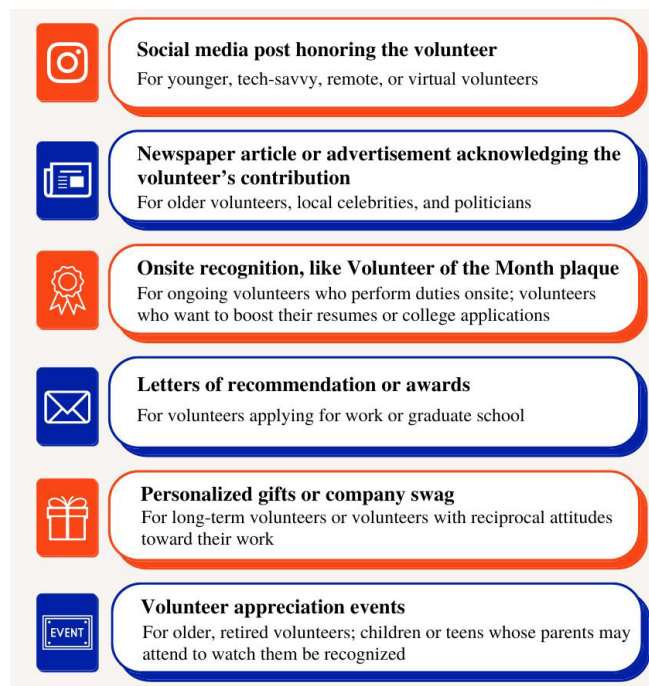 Social media post honoring the volunteer
For younger, tech-savvy, remote, or virtual volunteers
Newspaper article or advertisement acknowledging the
volunteer's contribution
For older volunteers, local celebrities, and politicians
Onsite recognition, like Volunteer of the Month plaque
For ongoing volunteers who perform duties onsite; volunteers
who want to boost their resumes or college applications
Letters of recommendation or awards
For volunteers applying for work or graduate school
Personalized gifts or company swag
For long-term volunteers or volunteers with reciprocal attitudes
toward their work
EVENT
Volunteer appreciation events
For older, retired volunteers; children or teens whose parents may
attend to watch them be recognized